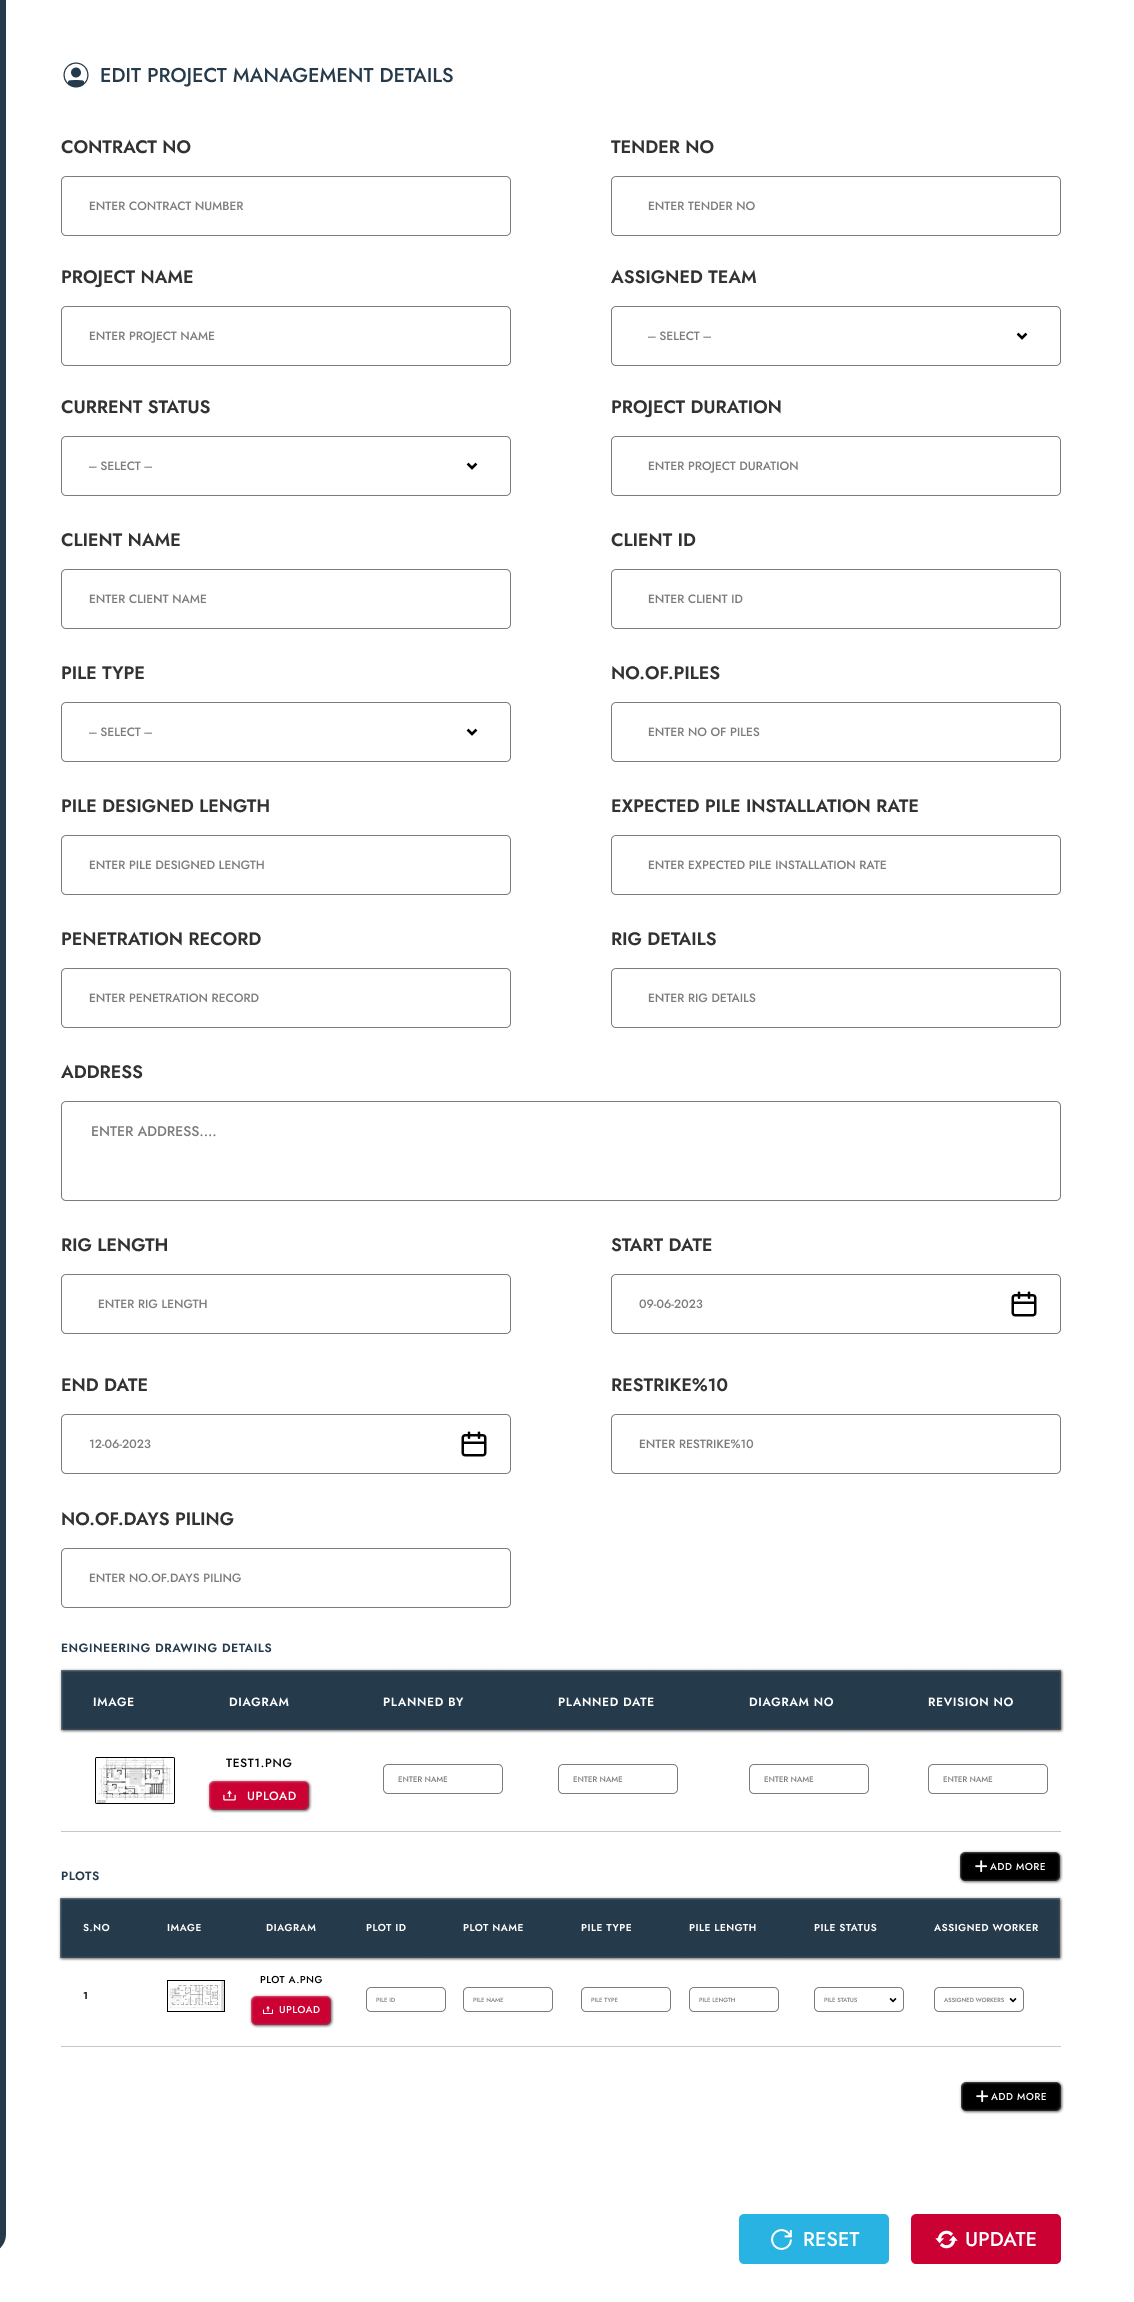 EDIT PROJECT MANAGEMENT DETAILS
CONTRACT NO
TENDER NO
ENTER CONTRACT NUMBER
ENTER TENDER NO
PROJECT NAME
ASSIGNED TEAM
ENTER PROJECT NAME
-- SELECT --
CURRENT STATUS
PROJECT DURATION
-- SELECT --
ENTER PROJECT DURATION
CLIENT NAME
CLIENT ID
ENTER CLIENT NAME
ENTER CLIENT ID
PILE TYPE
NO.OF.PILES
-- SELECT --
ENTER NO OF PILES
PILE DESIGNED LENGTH
EXPECTED PILE INSTALLATION RATE
ENTER PILE DESIGNED LENGTH
ENTER EXPECTED PILE INSTALLATION RATE
PENETRATION RECORD
RIG DETAILS
ENTER PENETRATION RECORD
ENTER RIG DETAILS
ADDRESS
ENTER ADDRESS....
RIG LENGTH
START DATE
ENTER RIG LENGTH
09-06-2023
END DATE
RESTRIKE%10
12-06-2023
ENTER RESTRIKE%10
NO.OF.DAYS PILING
ENTER NO.OF.DAYS PILING
ENGINEERING DRAWING DETAILS
IMAGE DIAGRAM PLANNED BY PLANNED DATE DIAGRAM NO REVISION NO
TEST1.PNG
UPLOAD
ENTER NAME ENTER NAME ENTER NAME ENTER NAME
ADD MORE
PLOTS
S.NO IMAGE DIAGRAM PLOT ID PLOT NAME PILE TYPE PILE LENGTH PILE STATUS ASSIGNED WORKER
PLOT A.PNG
1
PILE ID PILE NAME PILE TYPE PILE LENGTH PILE STATUS ASSIGNED WORKERS
UPLOAD
ADD MORE
RESET UPDATE